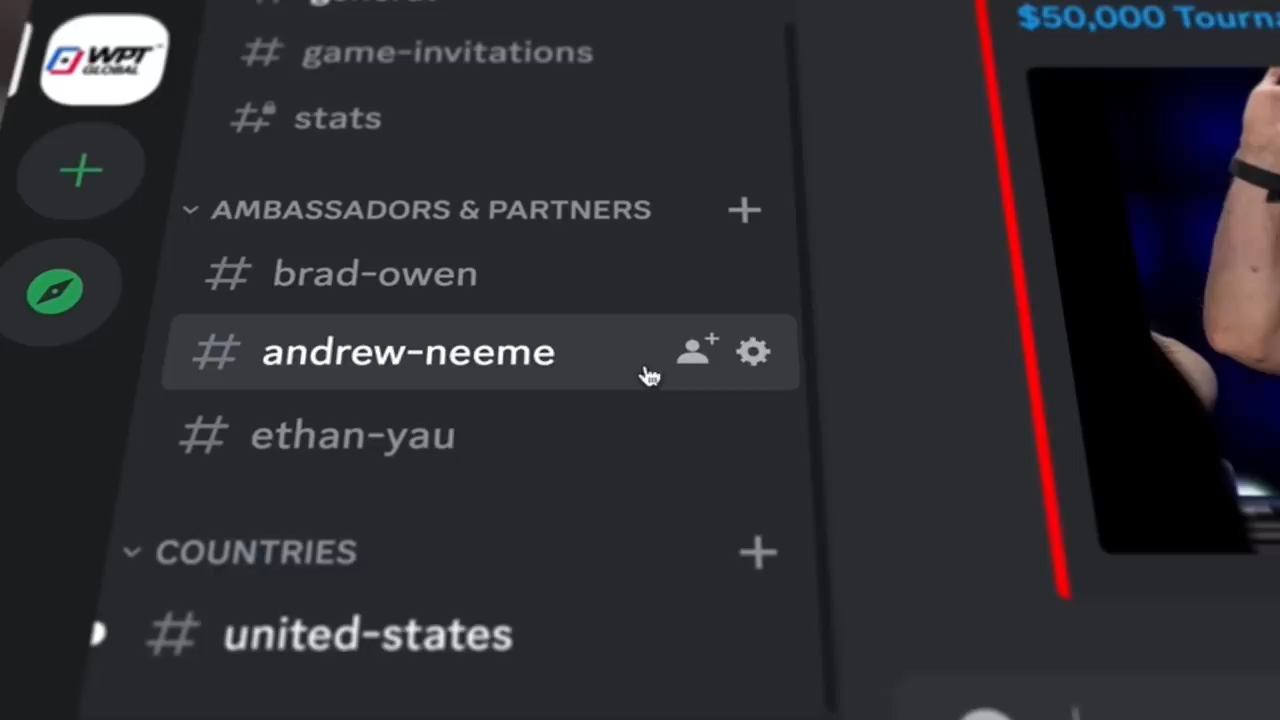 general
$50,000 Tourna
WPT
GLOBAL
game-invitations
stats
AMBASSADORS & PARTNERS
brad-owen
andrew-neeme
ethan-yau
COUNTRIES
united-states